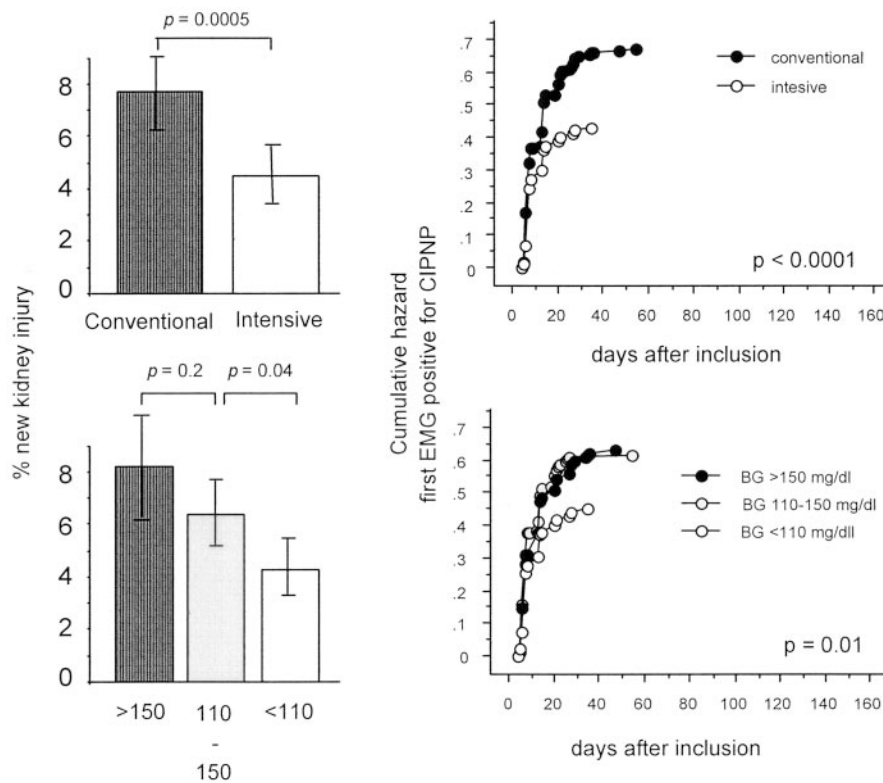 p = 0.0005
8
6
4
2
0
Conventional Intensive
% new kidney injury
p = 0.2 p = 0.04
8
6
4
2
0
>150 110 <110
-
150
Cumulative hazard
first EMG positive for CIPNP
.7
.6
.5
.4
.3
.2
.1
0
conventional
intesive
p < 0.0001
0 20 40 60 80 100 120 140 160
days after inclusion
.7
.6
.5
.4
.3
.2
.1
0
BG >150 mg/dl
BG 110-150 mg/dl
BG <110 mg/dll
p = 0.01
0 20 40 60 80 100 120 140 160
days after inclusion